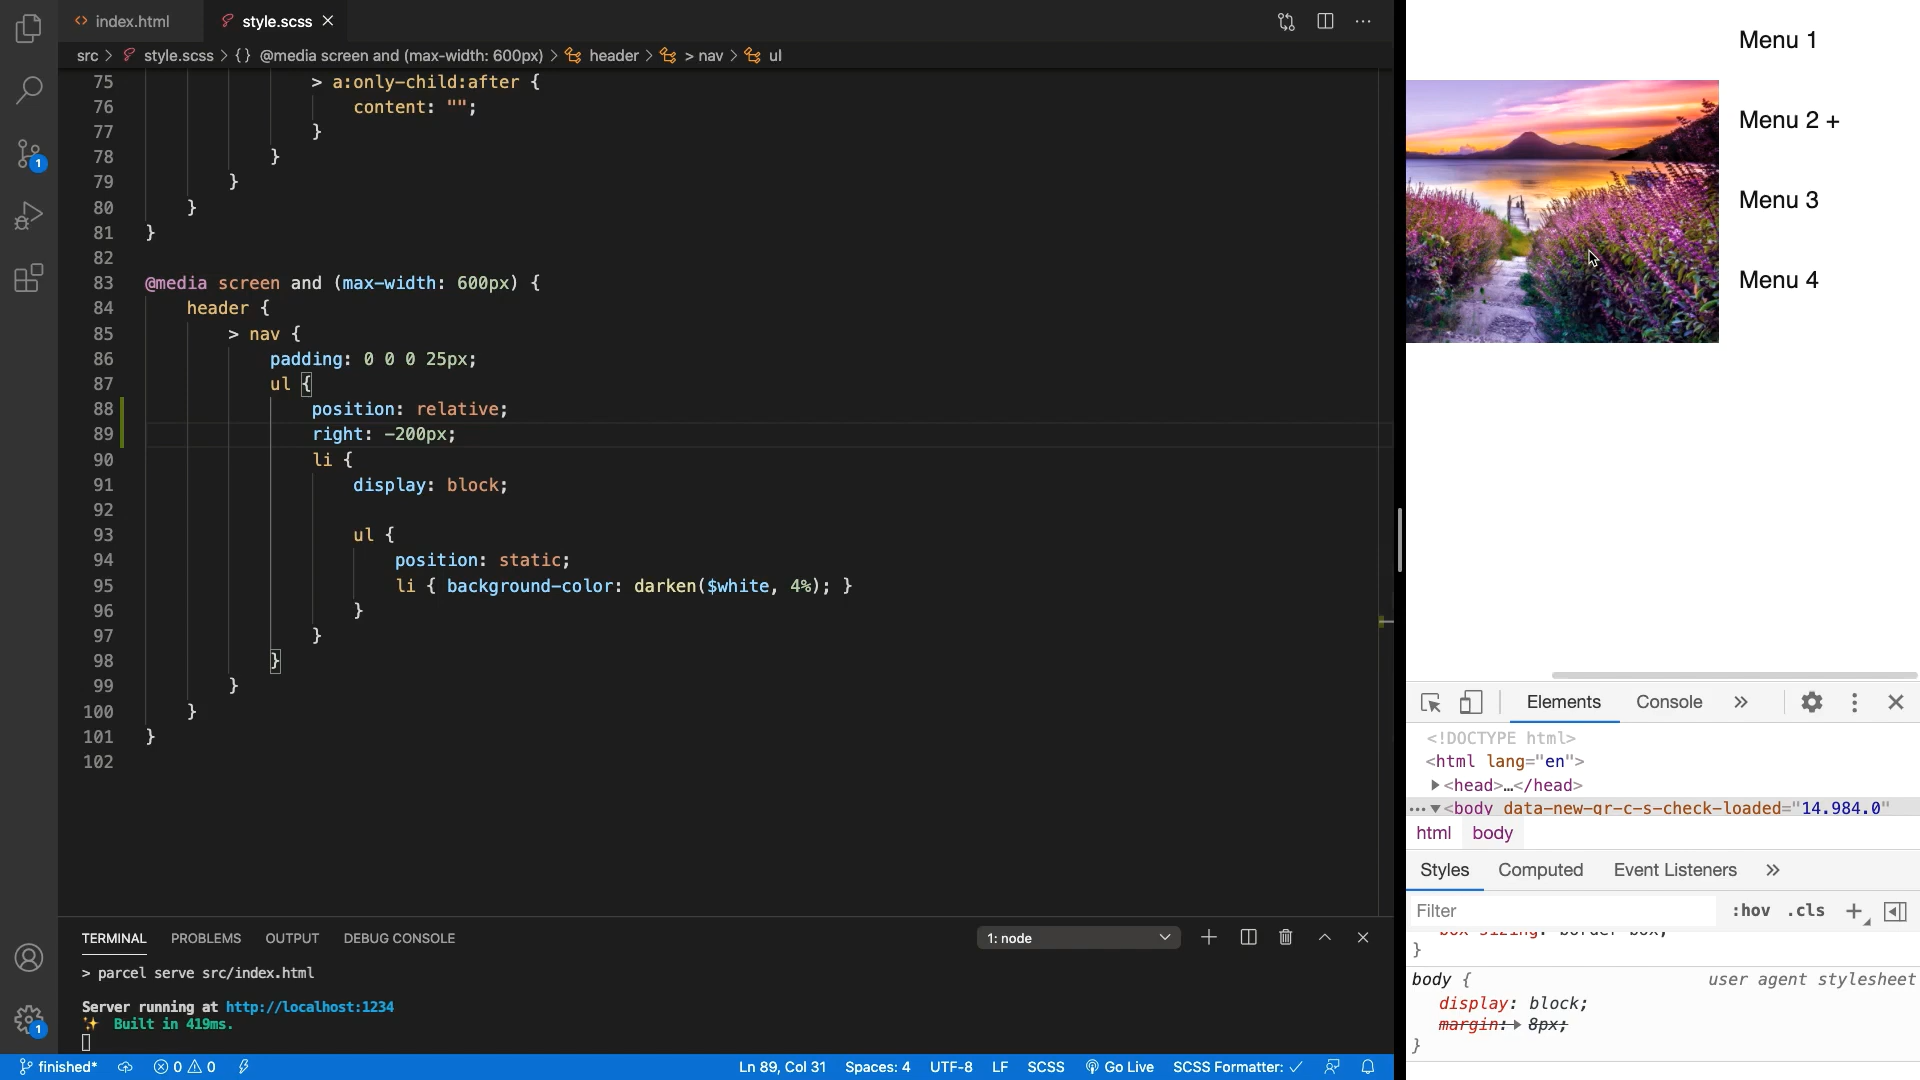 index.html
style.scss
src > style.scss > {} @media screen and (max-width: 600px) > header > > nav > ul
75 > a:only-child:after {
76 content: "";
77 }
78 }
79 }
80 }
81 }
82
83 @media screen and (max-width: 600px) {
84 header {
85 > nav {
86 padding: 0 0 0 25px;
87 ul {
88 position: relative;
89 right: -200px;
90 li {
91 display: block;
92
93 ul {
94 position: static;
95 li { background-color: darken($white, 4%); }
96 }
97 }
98 }
99 }
100 }
101 }
102
TERMINAL PROBLEMS OUTPUT DEBUG CONSOLE 1: node
> parcel serve src/index.html
Server running at http://localhost:1234
✨ Built in 419ms.
1
1
finished* 0 0 Ln 89, Col 31 Spaces: 4 UTF-8 LF SCSS Go Live SCSS Formatter: ✓
Menu 1
Menu 2 +
Menu 3
Menu 4
Elements Console »
<!DOCTYPE html>
<html lang="en">
▶<head>…</head>
…▼<body data-new-gr-c-s-check-loaded="14.984.0"
html body
Styles Computed Event Listeners »
Filter :hov .cls +
box-sizing: border-box;
}
body { user agent stylesheet
display: block;
margin:▶ 8px;
}